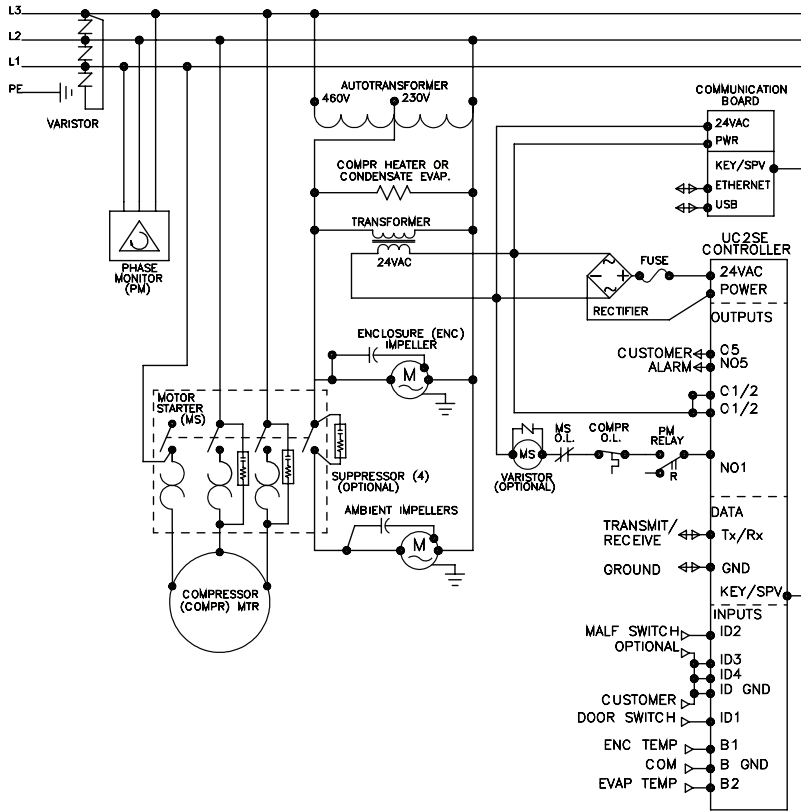 L3
L2
L1
PE
VARISTOR
AUTOTRANSFORMER
460V
230V
COMMUNICATION
BOARD
24VAC
PWR
KEY/SPV
ETHERNET
USB
COMPR HEATER OR
CONDENSATE EVAP.
TRANSFORMER
24VAC
PHASE
MONITOR
(PM)
UC2SE
CONTROLLER
FUSE
24VAC
POWER
RECTIFIER
OUTPUTS
ENCLOSURE (ENC)
IMPELLER
M
CUSTOMER
ALARM
C5
NO5
C1/2
O1/2
MOTOR
STARTER
(MS)
MS
O.L.
COMPR
O.L.
PM
RELAY
MS
R
NO1
VARISTOR
(OPTIONAL)
SUPPRESSOR (4)
(OPTIONAL)
AMBIENT IMPELLERS
M
DATA
TRANSMIT/
RECEIVE
Tx/Rx
GROUND
GND
KEY/SPV
COMPRESSOR
(COMPR) MTR
INPUTS
MALF SWITCH
ID2
OPTIONAL
ID3
ID4
ID GND
CUSTOMER
DOOR SWITCH
ID1
ENC TEMP
B1
COM
B GND
EVAP TEMP
B2